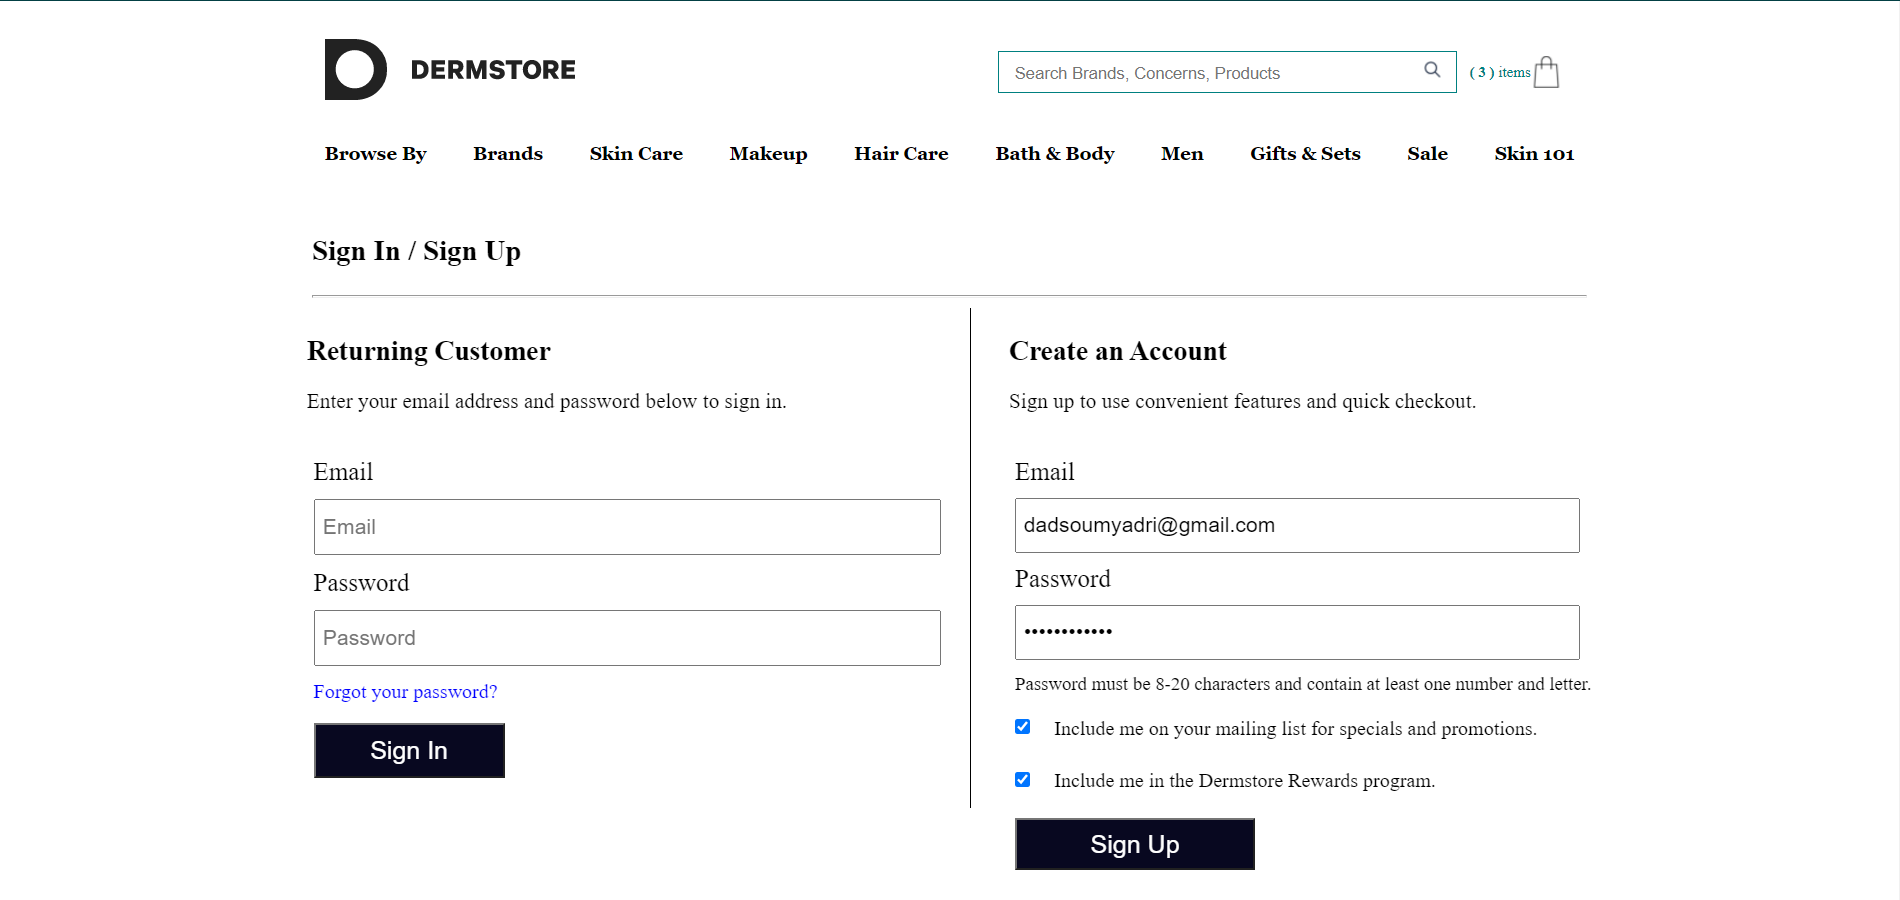 DERMSTORE
Search Brands, Concerns, Products
( 3 ) items
Browse By Brands Skin Care Makeup Hair Care Bath & Body Men Gifts & Sets Sale Skin 101
Sign In / Sign Up
Returning Customer
Enter your email address and password below to sign in.
Email
Email
Password
Password
Forgot your password?
Sign In
Create an Account
Sign up to use convenient features and quick checkout.
Email
dadsoumyadri@gmail.com
Password
••••••••••••
Password must be 8-20 characters and contain at least one number and letter.
Include me on your mailing list for specials and promotions.
Include me in the Dermstore Rewards program.
Sign Up